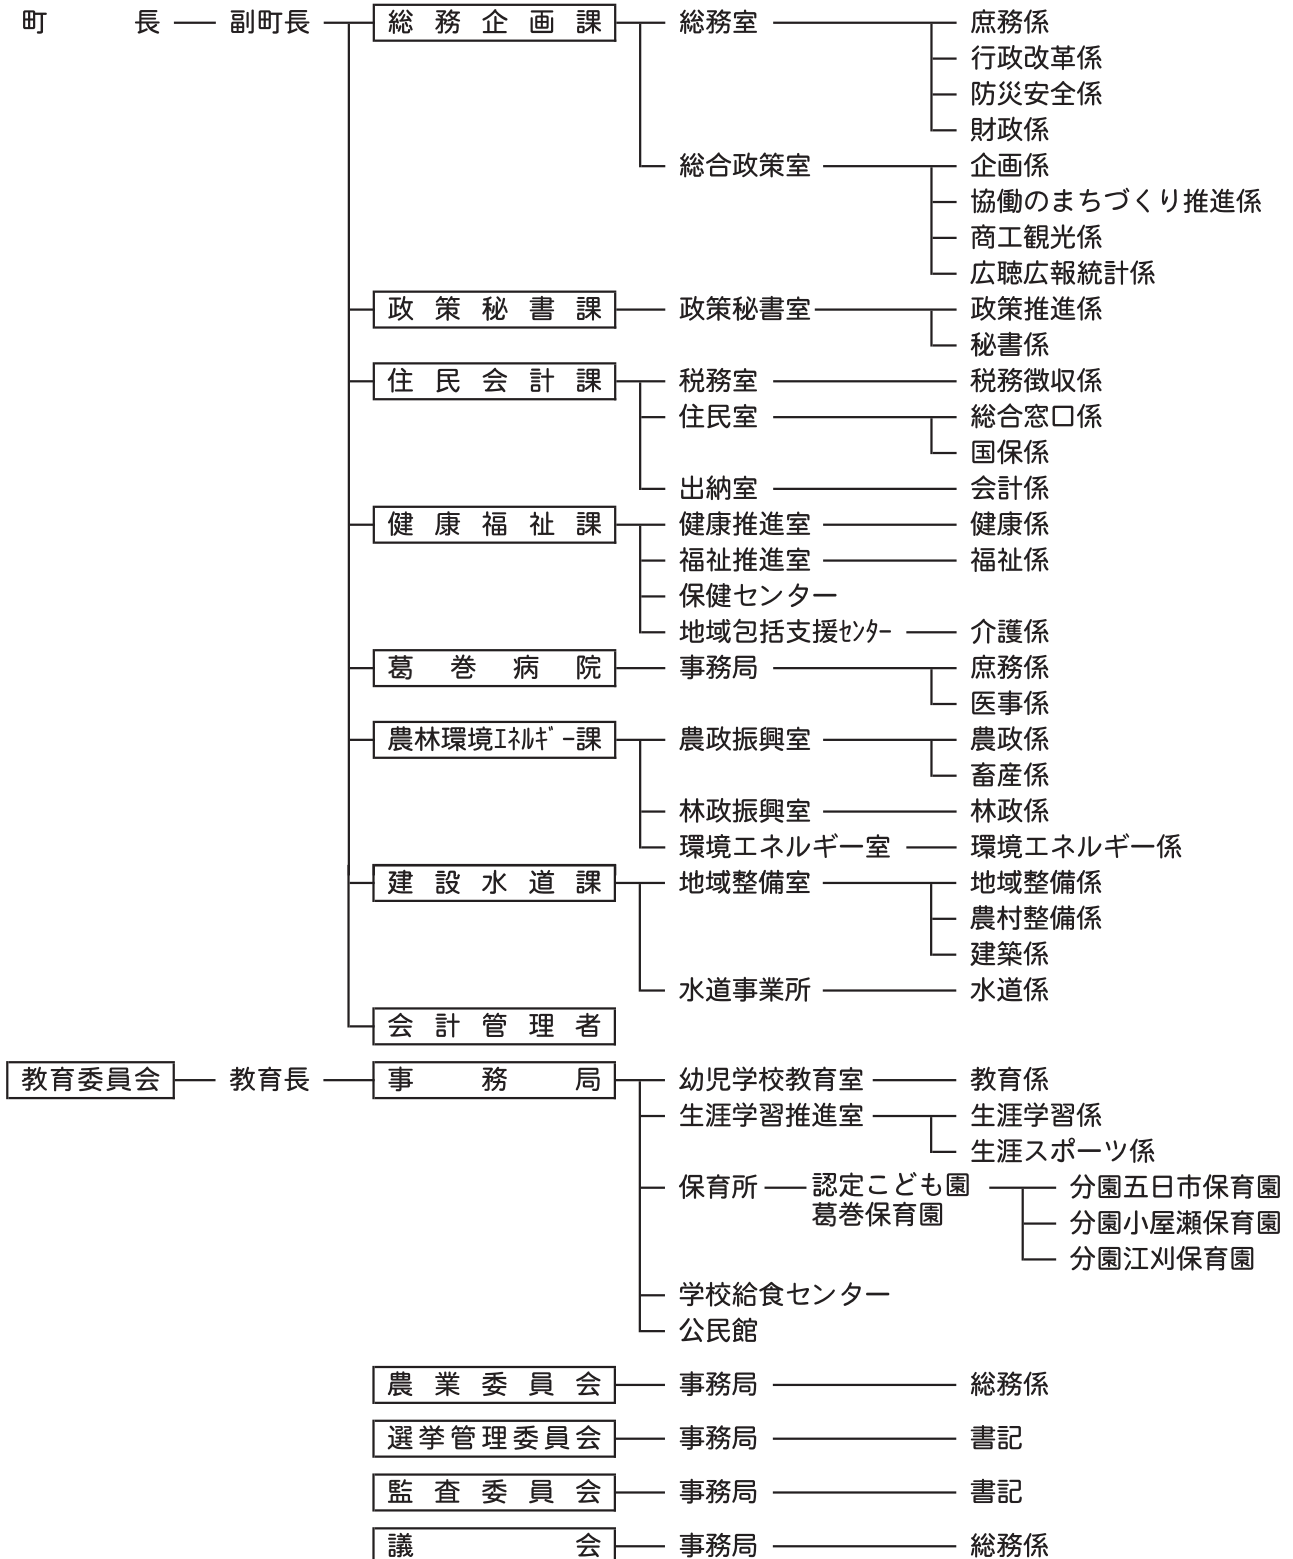 町長 副町長 総務企画課 総務室 庶務係
行政改革係
防災安全係
財政係
総合政策室 企画係
協働のまちづくり推進係
商工観光係
広聴広報統計係
政策秘書課 政策秘書室 政策推進係
秘書係
住民会計課 税務室 税務徴収係
住民室 総合窓口係
国保係
出納室 会計係
健康福祉課 健康推進室 健康係
福祉推進室 福祉係
保健センター
地域包括支援ｾﾝﾀｰ 介護係
葛巻病院 事務局 庶務係
医事係
農林環境ｴﾈﾙｷﾞｰ課 農政振興室 農政係
畜産係
林政振興室 林政係
環境エネルギー室 環境エネルギー係
建設水道課 地域整備室 地域整備係
農村整備係
建築係
水道事業所 水道係
会計管理者
教育委員会 教育長 事務局 幼児学校教育室 教育係
生涯学習推進室 生涯学習係
生涯スポーツ係
保育所 認定こども園 分園五日市保育園
葛巻保育園 分園小屋瀬保育園
分園江刈保育園
学校給食センター
公民館
農業委員会 事務局 総務係
選挙管理委員会 事務局 書記
監査委員会 事務局 書記
議会 事務局 総務係